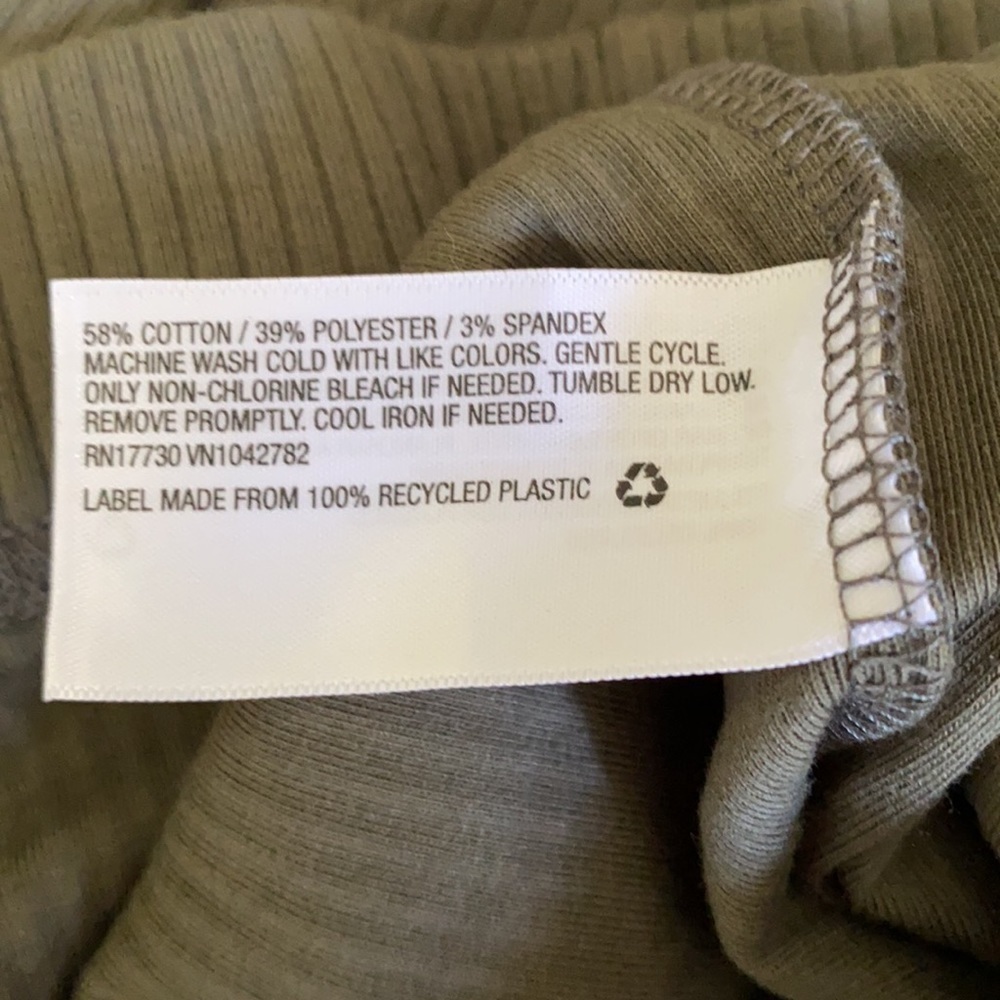 58% COTTON / 39% POLYESTER / 3% SPANDEX
MACHINE WASH COLD WITH LIKE COLORS. GENTLE CYCLE.
ONLY NON-CHLORINE BLEACH IF NEEDED. TUMBLE DRY LOW.
REMOVE PROMPTLY. COOL IRON IF NEEDED.
RN17730 VN1042782
LABEL MADE FROM 100% RECYCLED PLASTIC